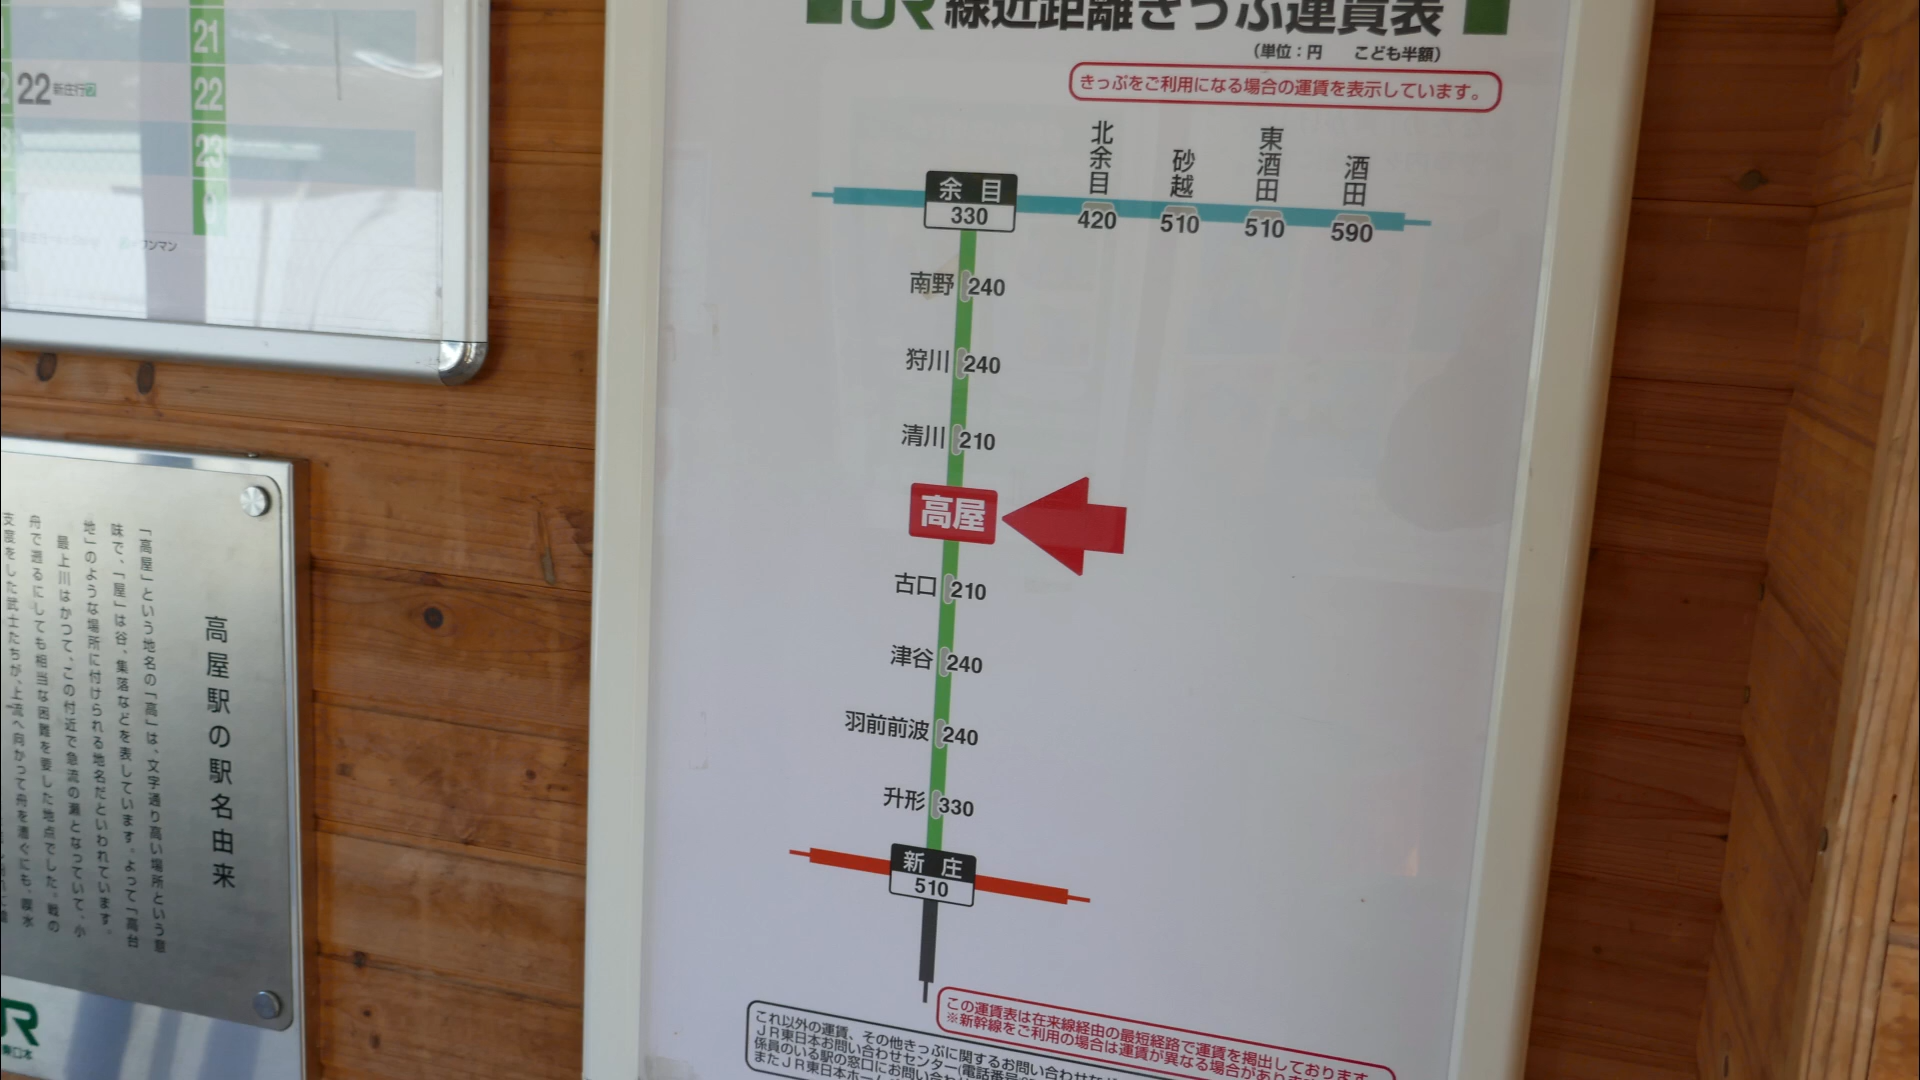 21
22 新庄行
22
23
0
ワンマン
高屋駅の駅名由来
「高屋」という地名の「高」は、文字通り高い場所という意
味で、「屋」は谷、集落などを表しています。よって「高台
地」のような場所に付けられる地名だといわれています。
最上川はかつて、この付近で急流の瀬となっていて、小
舟で遡るにしても相当な困難を要した地点でした。戦の
支度をした武士たちが、上流へ向かって舟を漕ぐにも、喫水
JR
JR線近距離きっぷ運賃表
（単位：円　こども半額）
きっぷをご利用になる場合の運賃を表示しています。
余目 330
北余目 420
砂越 510
東酒田 510
酒田 590
南野 240
狩川 240
清川 210
高屋
古口 210
津谷 240
羽前前波 240
升形 330
新庄 510
この運賃表は在来線経由の最短経路で運賃を掲出しております。
※新幹線をご利用の場合は運賃が異なる場合があります
これ以外の運賃、その他きっぷに関するお問い合わせな
JR東日本お問い合わせセンター(電話番号
係員のいる駅の窓口にお問い合わ
またJR東日本ホーム